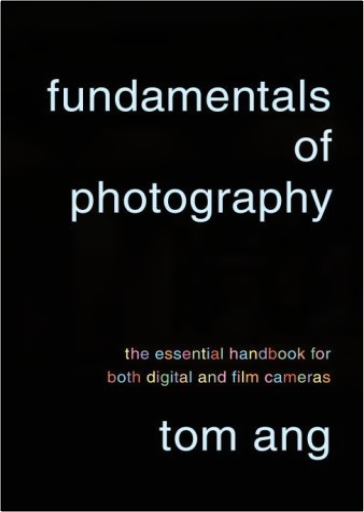 fundamentals
of
photography
the essential handbook for
both digital and film cameras
tom ang